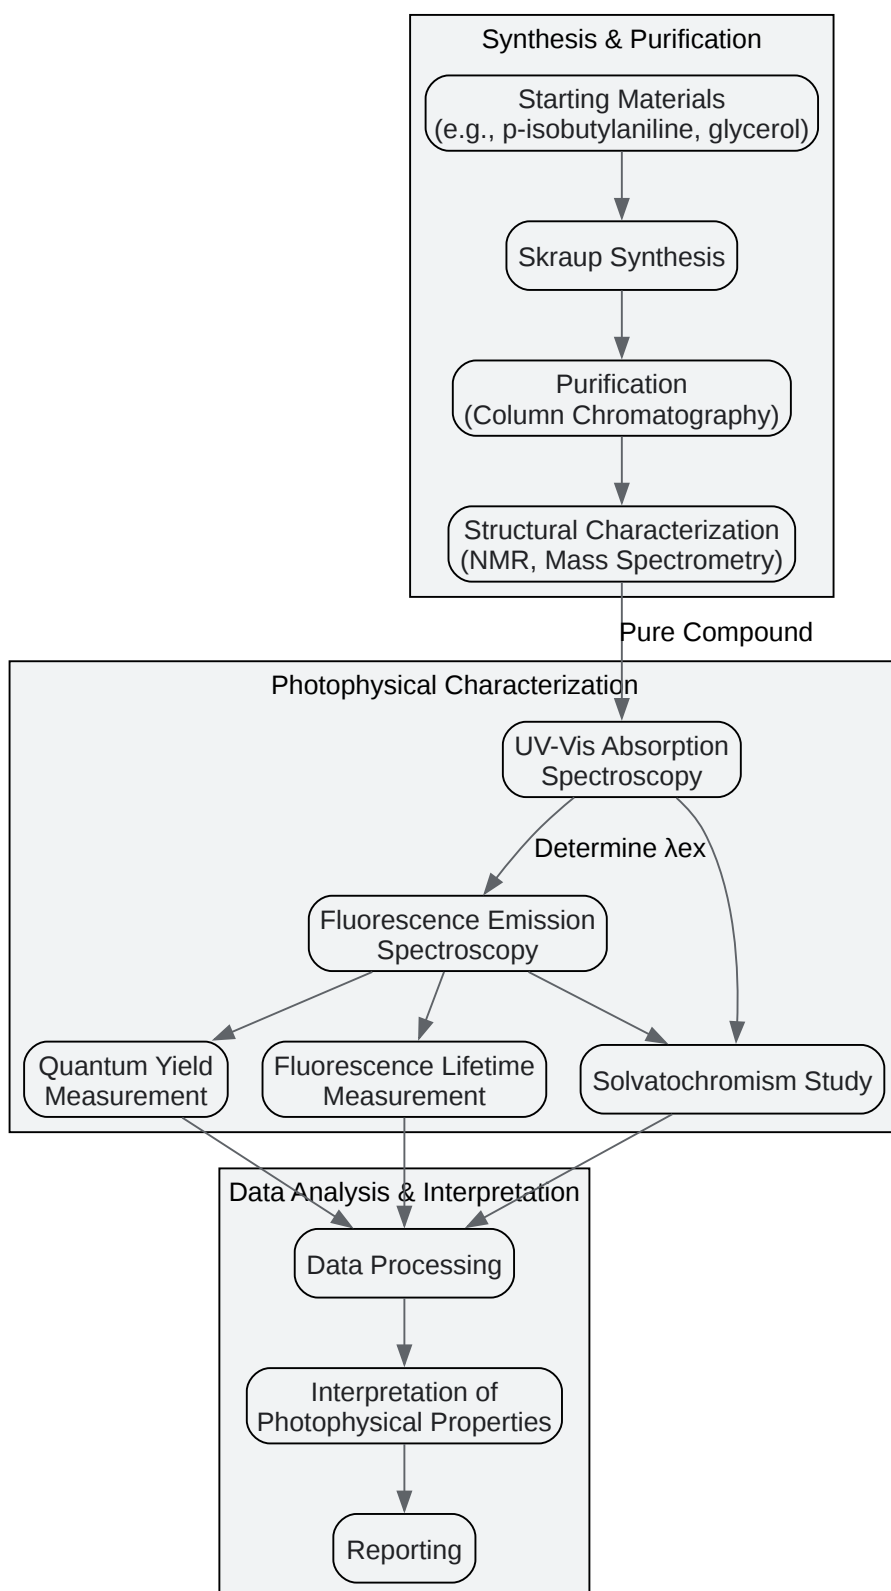 Synthesis & Purification
Starting Materials
(e.g., p-isobutylaniline, glycerol)
Skraup Synthesis
Purification
(Column Chromatography)
Structural Characterization
(NMR, Mass Spectrometry)
Pure Compound
Photophysical Characterization
UV-Vis Absorption
Spectroscopy
Determine λex
Fluorescence Emission
Spectroscopy
Quantum Yield
Measurement
Fluorescence Lifetime
Measurement
Solvatochromism Study
Data Analysis & Interpretation
Data Processing
Interpretation of
Photophysical Properties
Reporting